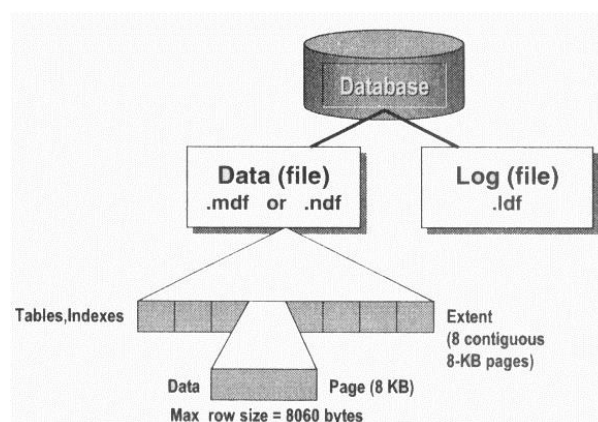 Database
Data (file)
.mdf or .ndf
Log (file)
.ldf
Tables,Indexes
Extent
(8 contiguous
8-KB pages)
Data
Page (8 KB)
Max row size = 8060 bytes